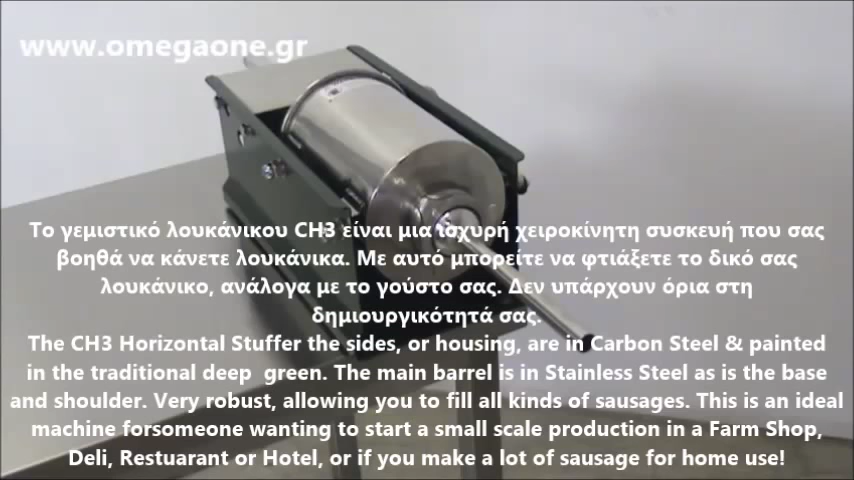 www.omegaone.gr
Το γεμιστικό λουκάνικου CH3 είναι μια ισχυρή χειροκίνητη συσκευή που σας
βοηθά να κάνετε λουκάνικα. Με αυτό μπορείτε να φτιάξετε το δικό σας
λουκάνικο, ανάλογα με το γούστο σας. Δεν υπάρχουν όρια στη
δημιουργικότητά σας.
The CH3 Horizontal Stuffer the sides, or housing, are in Carbon Steel & painted
in the traditional deep green. The main barrel is in Stainless Steel as is the base
and shoulder. Very robust, allowing you to fill all kinds of sausages. This is an ideal
machine forsomeone wanting to start a small scale production in a Farm Shop,
Deli, Restuarant or Hotel, or if you make a lot of sausage for home use!